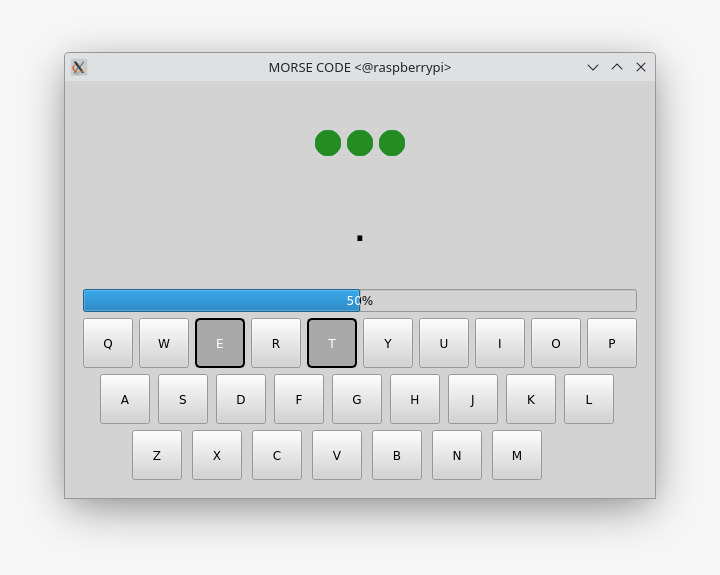 MORSE CODE <@raspberrypi>
.
50%
Q W E R T Y U I O P
A S D F G H J K L
Z X C V B N M